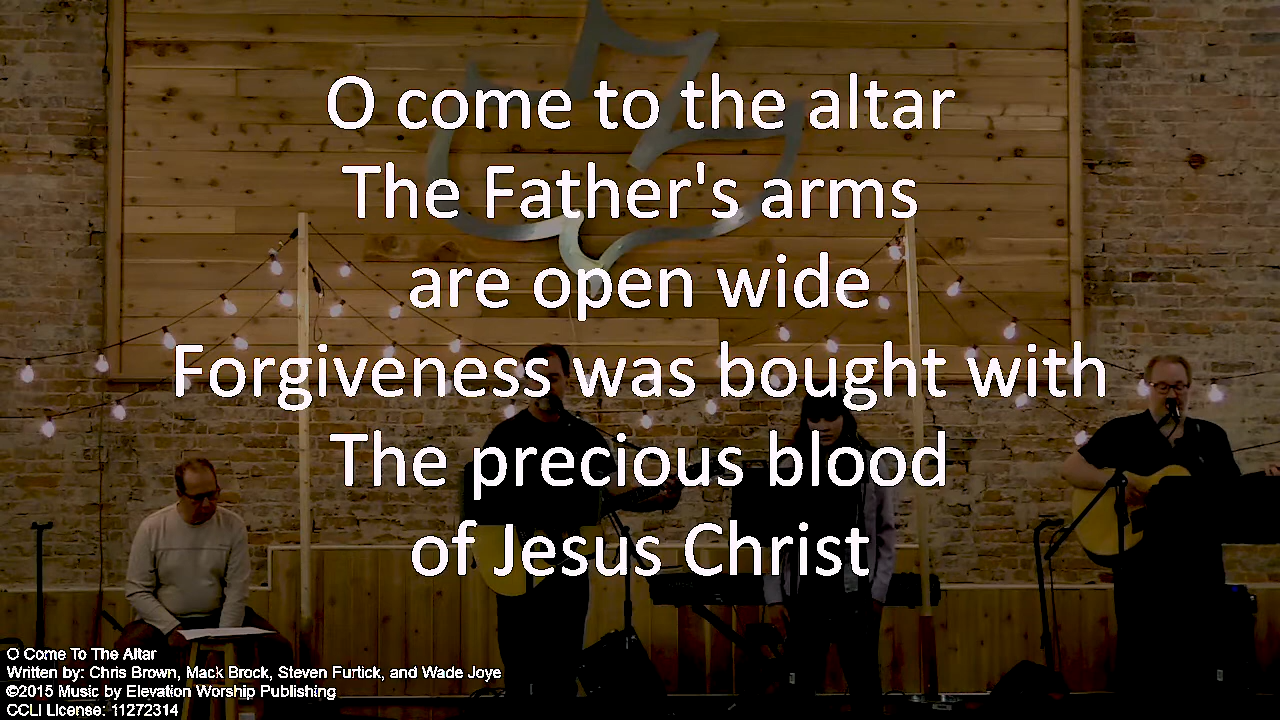 O come to the altar
The Father's arms
are open wide
Forgiveness was bought with
The precious blood
of Jesus Christ
O Come To The Altar
Written by: Chris Brown, Mack Brock, Steven Furtick, and Wade Joye
©2015 Music by Elevation Worship Publishing
CCLI License: 11272314